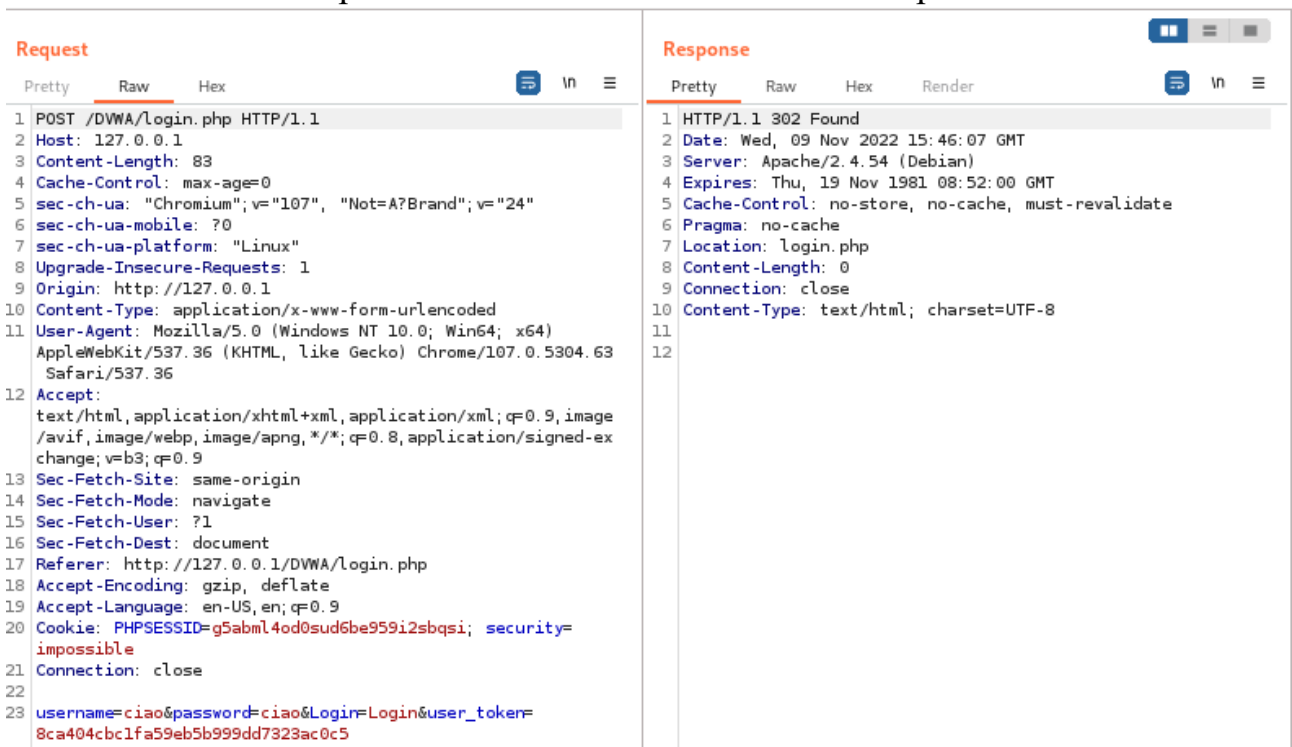 Request
Pretty Raw Hex \n
1 POST /DVWA/login.php HTTP/1.1
2 Host: 127.0.0.1
3 Content-Length: 83
4 Cache-Control: max-age=0
5 sec-ch-ua: "Chromium";v="107", "Not=A?Brand";v="24"
6 sec-ch-ua-mobile: ?0
7 sec-ch-ua-platform: "Linux"
8 Upgrade-Insecure-Requests: 1
9 Origin: http://127.0.0.1
10 Content-Type: application/x-www-form-urlencoded
11 User-Agent: Mozilla/5.0 (Windows NT 10.0; Win64; x64)
AppleWebKit/537.36 (KHTML, like Gecko) Chrome/107.0.5304.63
Safari/537.36
12 Accept:
text/html,application/xhtml+xml,application/xml;q=0.9,image
/avif,image/webp,image/apng,*/*;q=0.8,application/signed-ex
change;v=b3;q=0.9
13 Sec-Fetch-Site: same-origin
14 Sec-Fetch-Mode: navigate
15 Sec-Fetch-User: ?1
16 Sec-Fetch-Dest: document
17 Referer: http://127.0.0.1/DVWA/login.php
18 Accept-Encoding: gzip, deflate
19 Accept-Language: en-US,en;q=0.9
20 Cookie: PHPSESSID=g5abml4od0sud6be959i2sbqsi; security=
impossible
21 Connection: close
22
23 username=ciao&password=ciao&Login=Login&user_token=
8ca404cbc1fa59eb5b999dd7323ac0c5
Response
Pretty Raw Hex Render \n
1 HTTP/1.1 302 Found
2 Date: Wed, 09 Nov 2022 15:46:07 GMT
3 Server: Apache/2.4.54 (Debian)
4 Expires: Thu, 19 Nov 1981 08:52:00 GMT
5 Cache-Control: no-store, no-cache, must-revalidate
6 Pragma: no-cache
7 Location: login.php
8 Content-Length: 0
9 Connection: close
10 Content-Type: text/html; charset=UTF-8
11
12